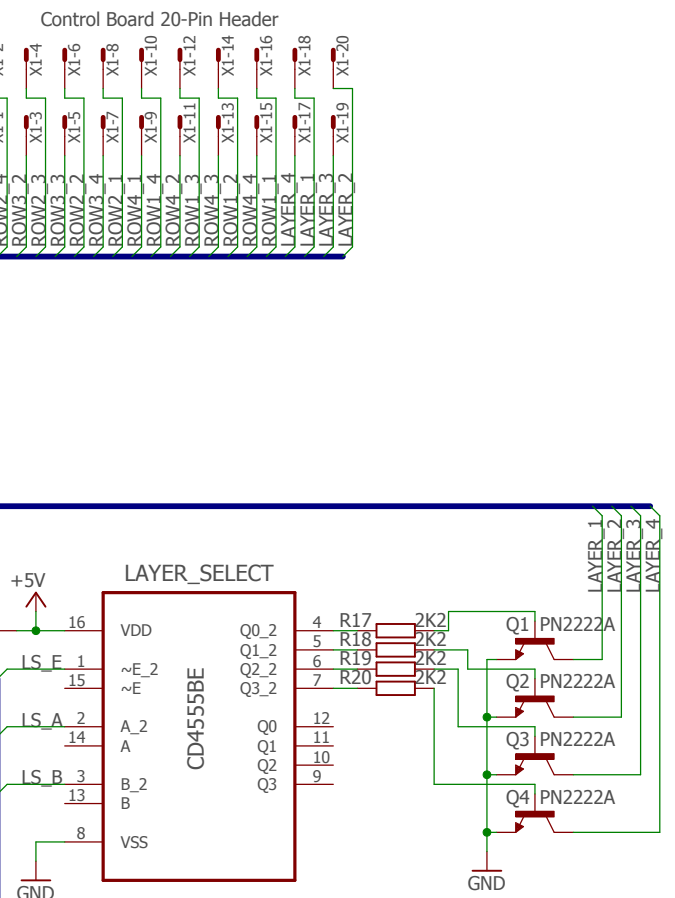 Control Board 20-Pin Header
X1-4
X1-6
X1-8
X1-10
X1-12
X1-14
X1-16
X1-18
X1-20
X1-3
X1-5
X1-7
X1-9
X1-11
X1-13
X1-15
X1-17
X1-19
ROW2_4
ROW3_2
ROW2_3
ROW3_3
ROW2_2
ROW3_4
ROW2_1
ROW4_1
ROW1_4
ROW4_2
ROW1_3
ROW4_3
ROW1_2
ROW4_4
ROW1_1
LAYER_4
LAYER_1
LAYER_3
LAYER_2
LAYER_1
LAYER_2
LAYER_3
LAYER_4
+5V
LAYER_SELECT
CD4555BE
16 VDD
LS_E 1 ~E_2
15 ~E
LS_A 2 A_2
14 A
LS_B 3 B_2
13 B
8 VSS
GND
Q0_2 4 R17 2K2
Q1_2 5 R18 2K2
Q2_2 6 R19 2K2
Q3_2 7 R20 2K2
Q0 12
Q1 11
Q2 10
Q3 9
Q1 PN2222A
Q2 PN2222A
Q3 PN2222A
Q4 PN2222A
GND